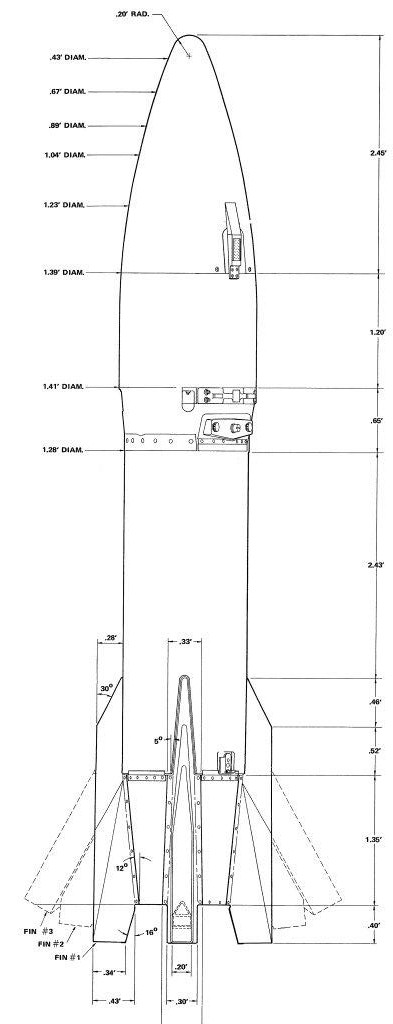 .20' RAD.
.43' DIAM.
.67' DIAM.
.89' DIAM.
1.04' DIAM.
2.45'
1.23' DIAM.
1.39' DIAM.
1.20'
1.41' DIAM.
.65'
1.28' DIAM.
2.43'
.28'
.33'
30°
.46'
5°
.52'
12°
1.35'
FIN #3
FIN #2
16°
.40'
FIN #1
.34'
.20'
.43'
.30'